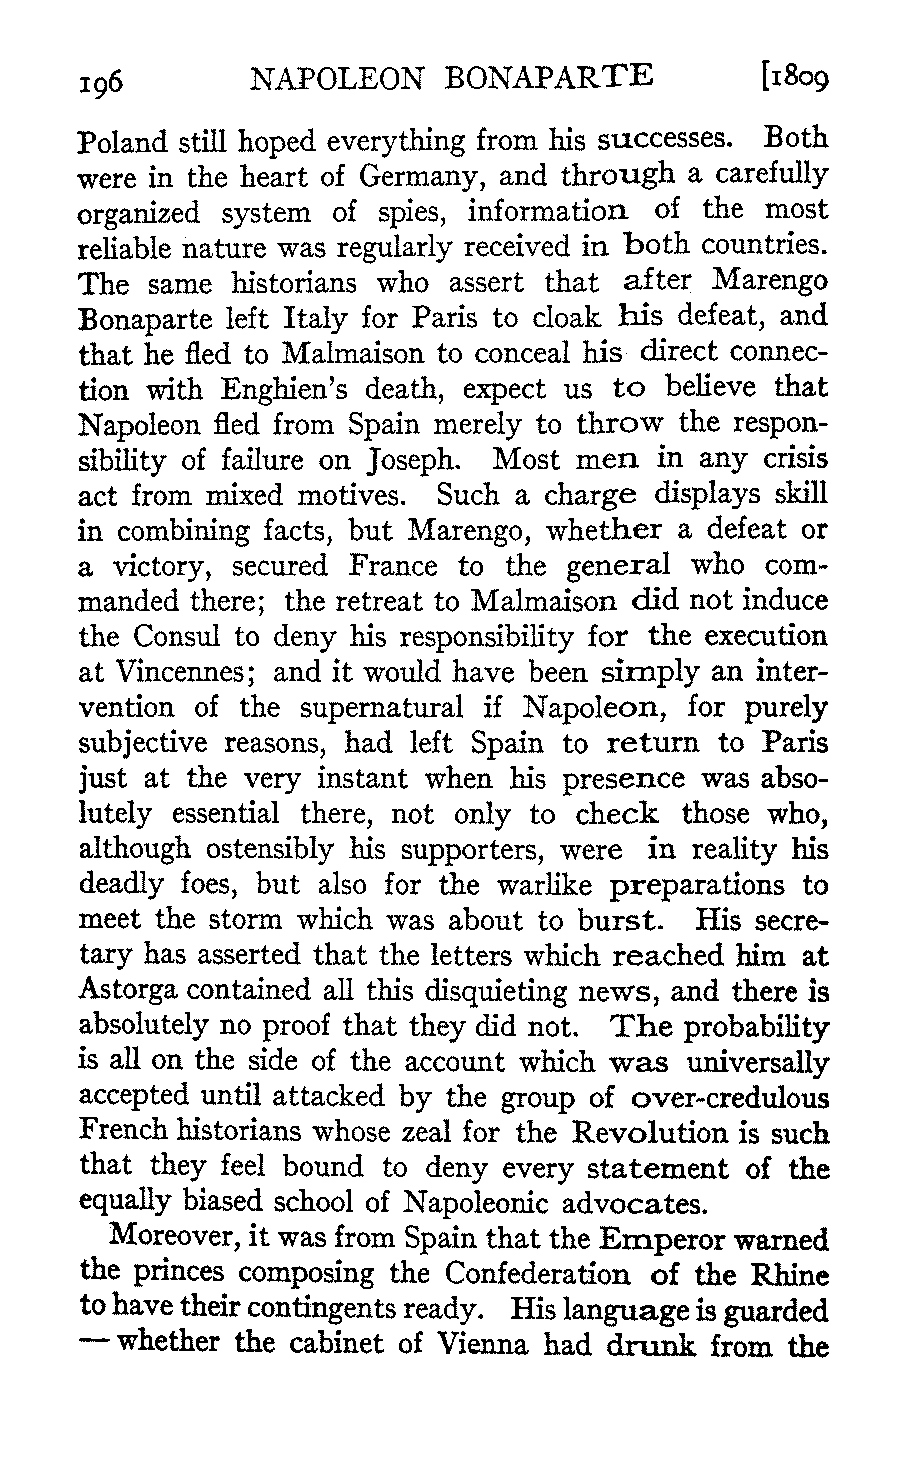 196 NAPOLEON BONAPARTE [1809
Poland still hoped everything from his successes. Both
were in the heart of Germany, and through a carefully
organized system of spies, information of the most
reliable nature was regularly received in both countries.
The same historians who assert that after Marengo
Bonaparte left Italy for Paris to cloak his defeat, and
that he fled to Malmaison to conceal his direct connec-
tion with Enghien's death, expect us to believe that
Napoleon fled from Spain merely to throw the respon-
sibility of failure on Joseph. Most men in any crisis
act from mixed motives. Such a charge displays skill
in combining facts, but Marengo, whether a defeat or
a victory, secured France to the general who com-
manded there; the retreat to Malmaison did not induce
the Consul to deny his responsibility for the execution
at Vincennes; and it would have been simply an inter-
vention of the supernatural if Napoleon, for purely
subjective reasons, had left Spain to return to Paris
just at the very instant when his presence was abso-
lutely essential there, not only to check those who,
although ostensibly his supporters, were in reality his
deadly foes, but also for the warlike preparations to
meet the storm which was about to burst. His secre-
tary has asserted that the letters which reached him at
Astorga contained all this disquieting news, and there is
absolutely no proof that they did not. The probability
is all on the side of the account which was universally
accepted until attacked by the group of over-credulous
French historians whose zeal for the Revolution is such
that they feel bound to deny every statement of the
equally biased school of Napoleonic advocates.
Moreover, it was from Spain that the Emperor warned
the princes composing the Confederation of the Rhine
to have their contingents ready. His language is guarded
— whether the cabinet of Vienna had drunk from the